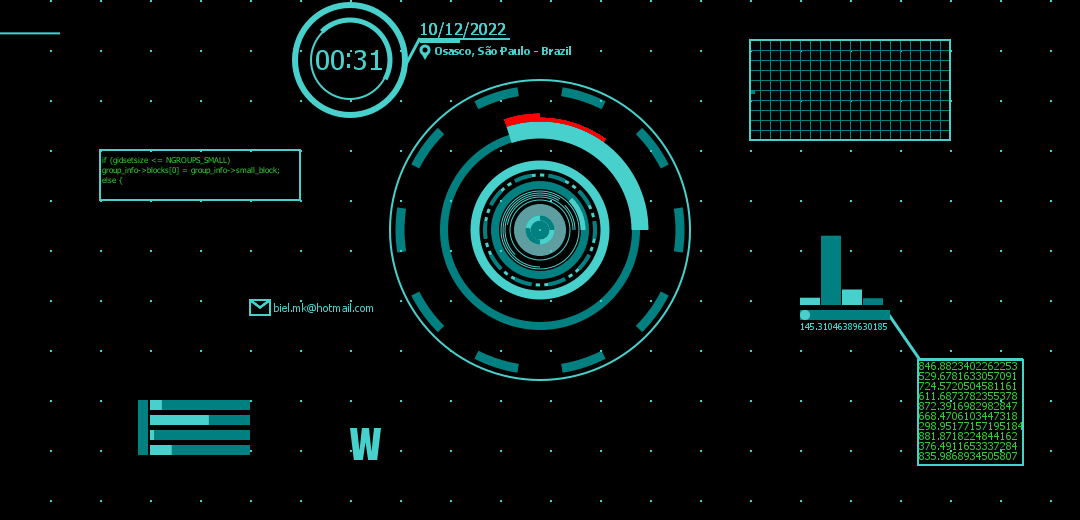 10/12/2022
00:31
Osasco, São Paulo - Brazil
if (gidsetsize <= NGROUPS_SMALL)
group_info->blocks[0] = group_info->small_block;
else {
biel.mk@hotmail.com
145.31046389630185
846.8823402262253
529.6781633057091
724.5720504581161
611.6873782355378
872.3916982982847
668.4706103447318
298.95177157195184
881.8718224844162
376.4911653337284
835.9868934505807
W